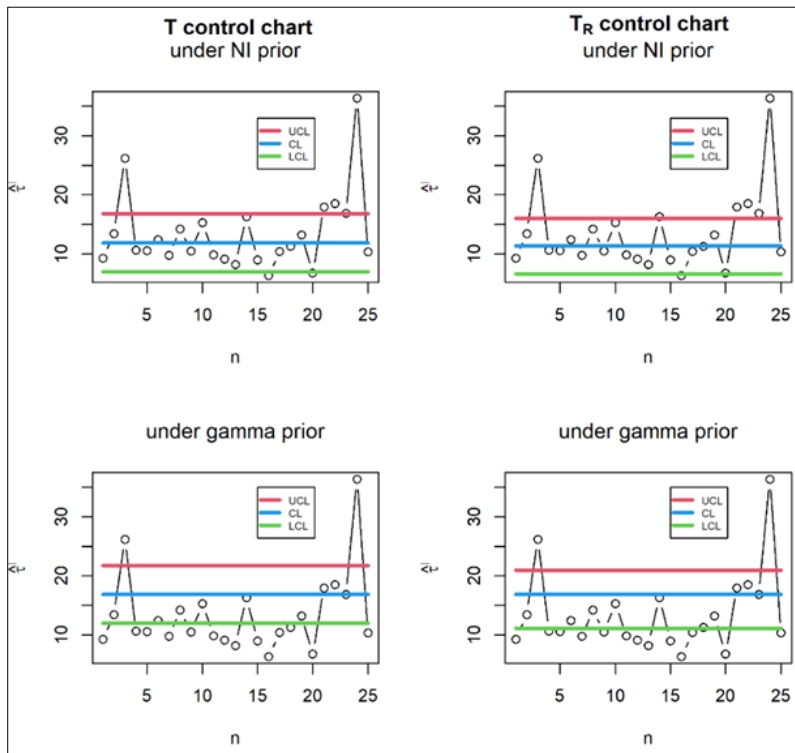 T control chart
under NI prior
30
20
10
UCL
CL
LCL
5 10 15 20 25
n
T_R control chart
under NI prior
30
20
10
UCL
CL
LCL
5 10 15 20 25
n
under gamma prior
30
20
10
UCL
CL
LCL
5 10 15 20 25
n
under gamma prior
30
20
10
UCL
CL
LCL
5 10 15 20 25
n